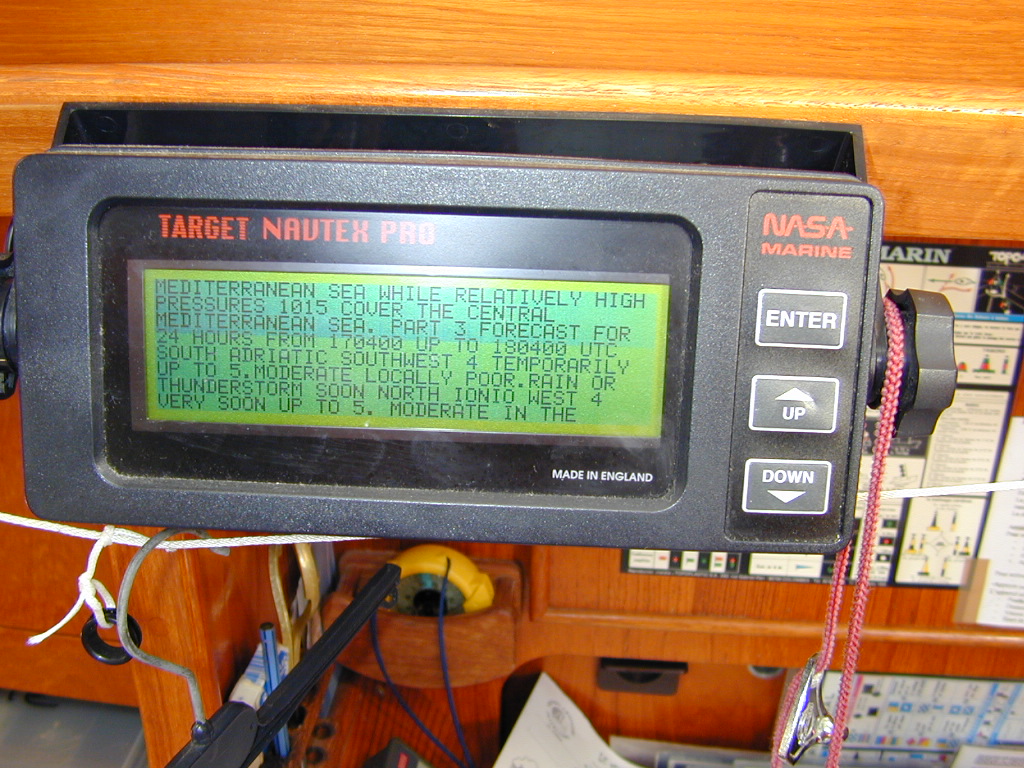 TARGET NAVTEX PRO
NASA
MARINE
MEDITERRANEAN SEA WHILE RELATIVELY HIGH
PRESSURES 1015 COVER THE CENTRAL
MEDITERRANEAN SEA. PART 3 FORECAST FOR
24 HOURS FROM 170400 UP TO 180400 UTC
SOUTH ADRIATIC SOUTHWEST 4 TEMPORARILY
UP TO 5.MODERATE LOCALLY POOR.RAIN OR
THUNDERSTORM SOON NORTH IONIO WEST 4
VERY SOON UP TO 5. MODERATE IN THE
MADE IN ENGLAND
ENTER
UP
DOWN
MARIN